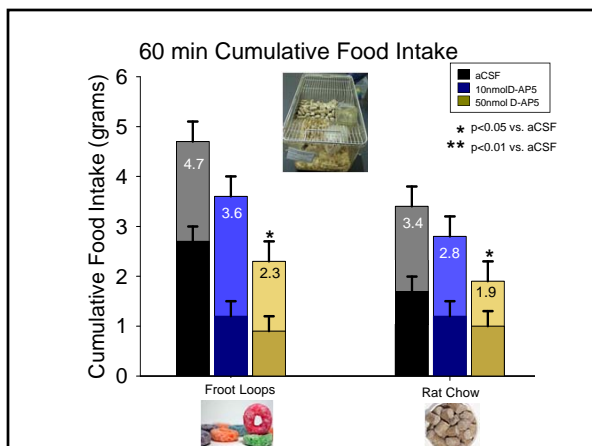 60 min Cumulative Food Intake
aCSF
10nmolD-AP5
50nmol D-AP5
* p<0.05 vs. aCSF
** p<0.01 vs. aCSF
Cumulative Food Intake (grams)
6
5
4
3
2
1
0
4.7
3.6
*
2.3
3.4
2.8
*
1.9
Froot Loops
Rat Chow